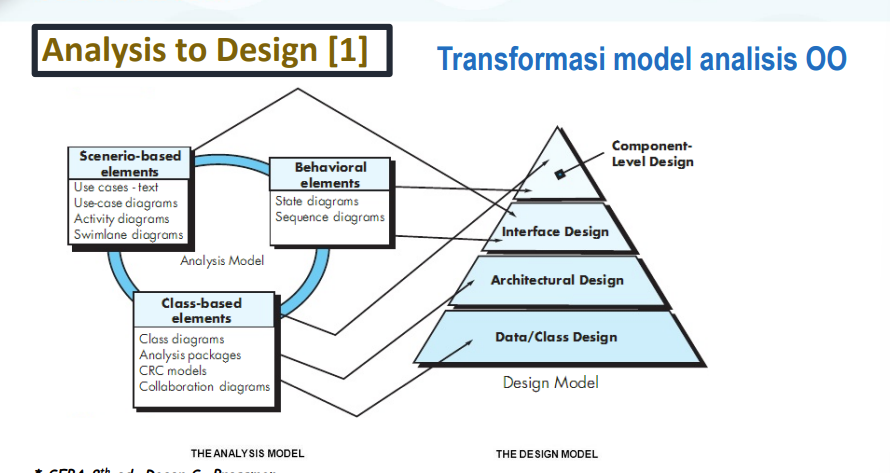 Analysis to Design [1]
Transformasi model analisis OO
Scenerio-based
elements
Use cases - text
Use-case diagrams
Activity diagrams
Swimlane diagrams
Behavioral
elements
State diagrams
Sequence diagrams
Analysis Model
Class-based
elements
Class diagrams
Analysis packages
CRC models
Collaboration diagrams
Component-
Level Design
Interface Design
Architectural Design
Data/Class Design
Design Model
THE ANALYSIS MODEL
THE DESIGN MODEL